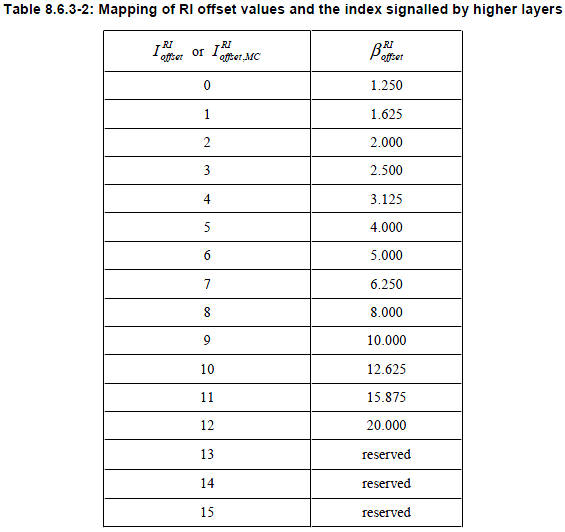 Table 8.6.3-2: Mapping of RI offset values and the index signalled by higher layers
I^{RI}_{offset} or I^{RI}_{offset,MC} β^{RI}_{offset}
0 1.250
1 1.625
2 2.000
3 2.500
4 3.125
5 4.000
6 5.000
7 6.250
8 8.000
9 10.000
10 12.625
11 15.875
12 20.000
13 reserved
14 reserved
15 reserved